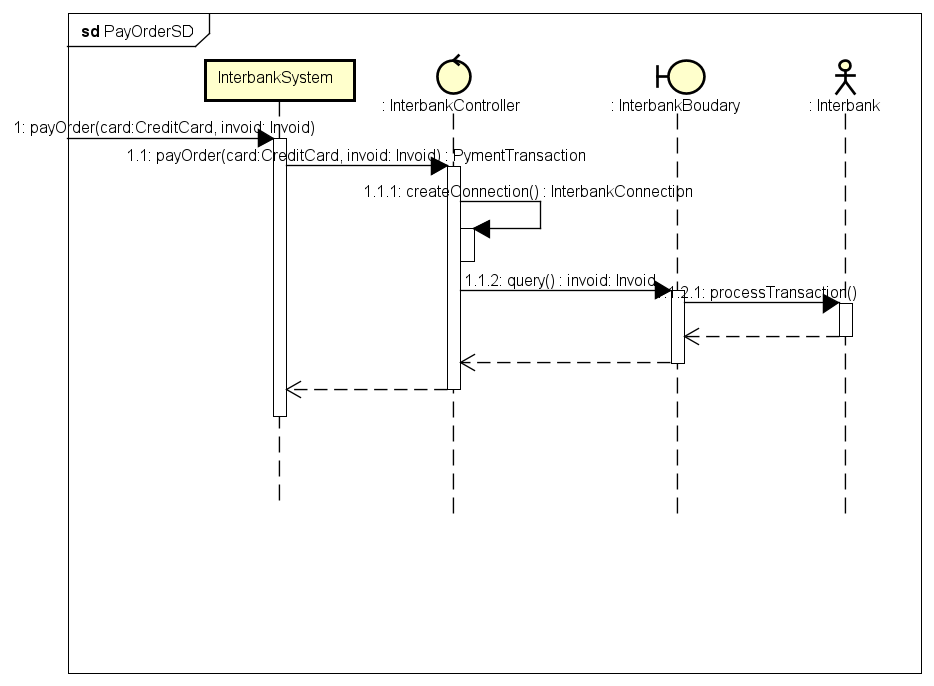 sd PayOrderSD
InterbankSystem
: InterbankController
: InterbankBoudary
: Interbank
1: payOrder(card:CreditCard, invoid: Invoid)
1.1: payOrder(card:CreditCard, invoid: Invoid) : PymentTransaction
1.1.1: createConnection() : InterbankConnection
1.1.2: query() : invoid: Invoid
1.1.2.1: processTransaction()